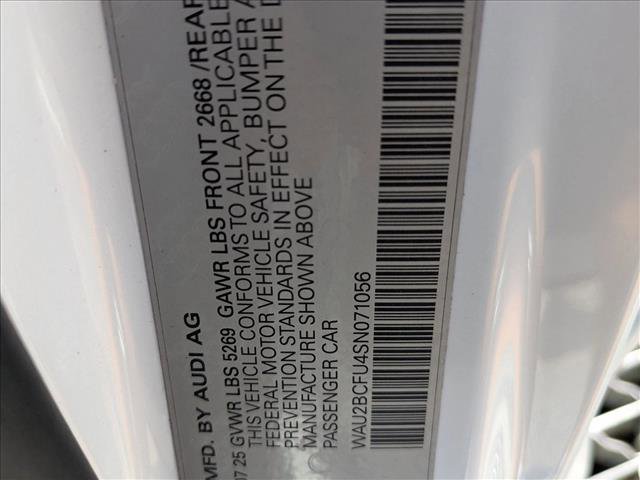 MFD. BY AUDI AG
07 25 GVWR LBS 5269 GAWR LBS FRONT 2668 /REAR
THIS VEHICLE CONFORMS TO ALL APPLICABLE
FEDERAL MOTOR VEHICLE SAFETY, BUMPER
PREVENTION STANDARDS IN EFFECT ON THE
MANUFACTURE SHOWN ABOVE
PASSENGER CAR
WAU2BCFU4SN071056